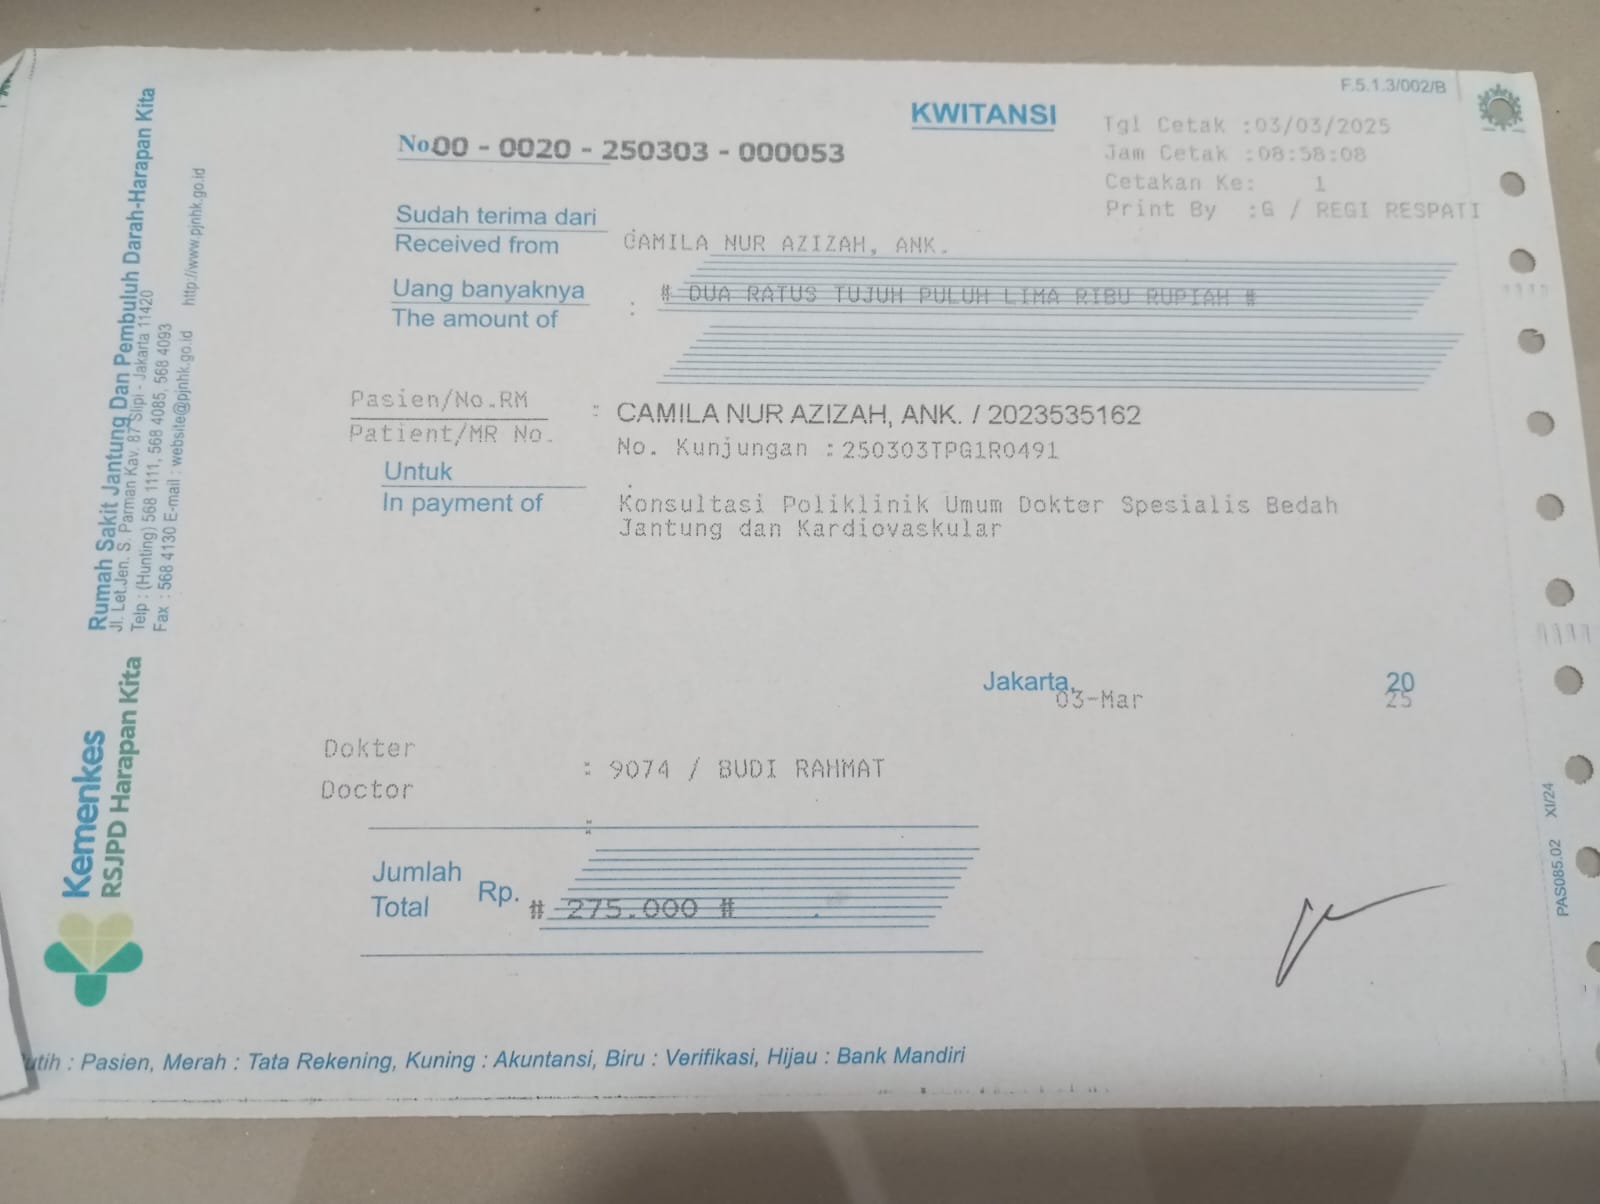 F.5.1.3/002/B
KWITANSI
No.00 - 0020 - 250303 - 000053
Tgl Cetak :03/03/2025
Jam Cetak :08:58:08
Cetakan Ke: 1
Print By :G / REGI RESPATI
Sudah terima dari
Received from
CAMILA NUR AZIZAH, ANK.
Uang banyaknya
The amount of
: # DUA RATUS TUJUH PULUH LIMA RIBU RUPIAH #
Pasien/No.RM
Patient/MR No.
: CAMILA NUR AZIZAH, ANK. / 2023535162
No. Kunjungan :250303TPG1R0491
Untuk
In payment of
: Konsultasi Poliklinik Umum Dokter Spesialis Bedah
Jantung dan Kardiovaskular
Jakarta,
03-Mar
20
25
Dokter
Doctor
: 9074 / BUDI RAHMAT
:
Jumlah
Total
Rp. # 275.000 #
Rumah Sakit Jantung Dan Pembuluh Darah-Harapan Kita
Jl. Let.Jen. S. Parman Kav. 87 Slipi - Jakarta 11420
Telp : (Hunting) 568 1111, 568 4085, 568 4093
Fax : 568 4130 E-mail : website@pjnhk.go.id http://www.pjnhk.go.id
Kemenkes
RSJPD Harapan Kita
PAS085.02 XI/24
: Pasien, Merah : Tata Rekening, Kuning : Akuntansi, Biru : Verifikasi, Hijau : Bank Mandiri